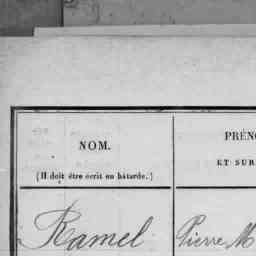 NOM.
(Il doit être écrit en bâtarde.)
PRÉN
ET SUR
Ramel
Pierre M